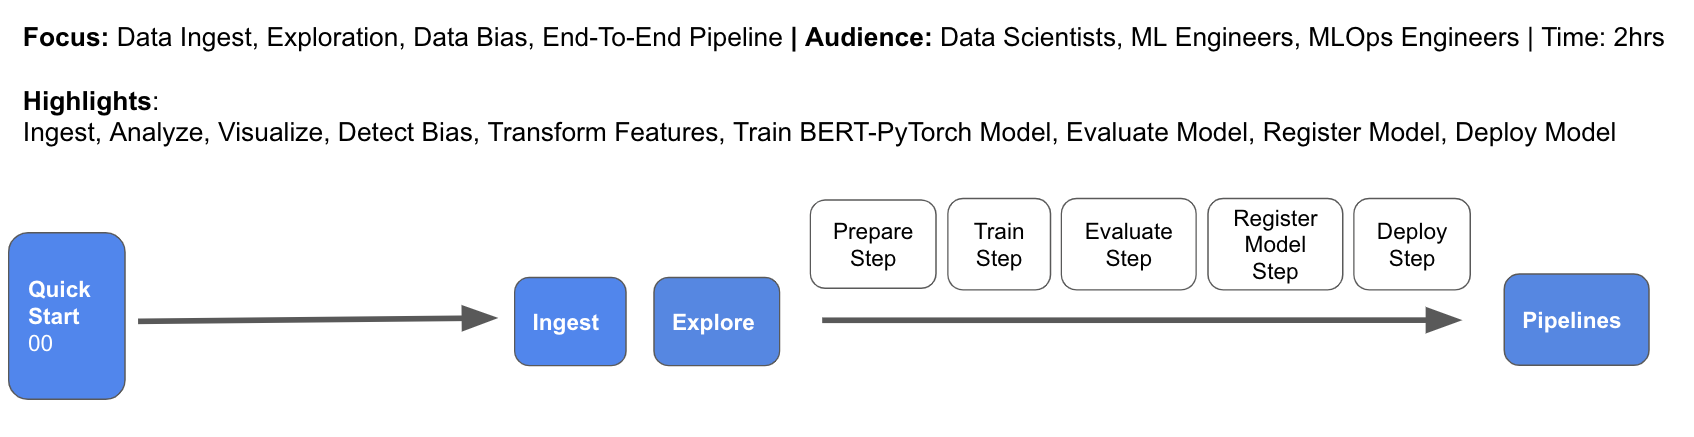 Focus: Data Ingest, Exploration, Data Bias, End-To-End Pipeline | Audience: Data Scientists, ML Engineers, MLOps Engineers | Time: 2hrs
Highlights:
Ingest, Analyze, Visualize, Detect Bias, Transform Features, Train BERT-PyTorch Model, Evaluate Model, Register Model, Deploy Model
Quick
Start
00
Ingest
Explore
Prepare
Step
Train
Step
Evaluate
Step
Register
Model
Step
Deploy
Step
Pipelines